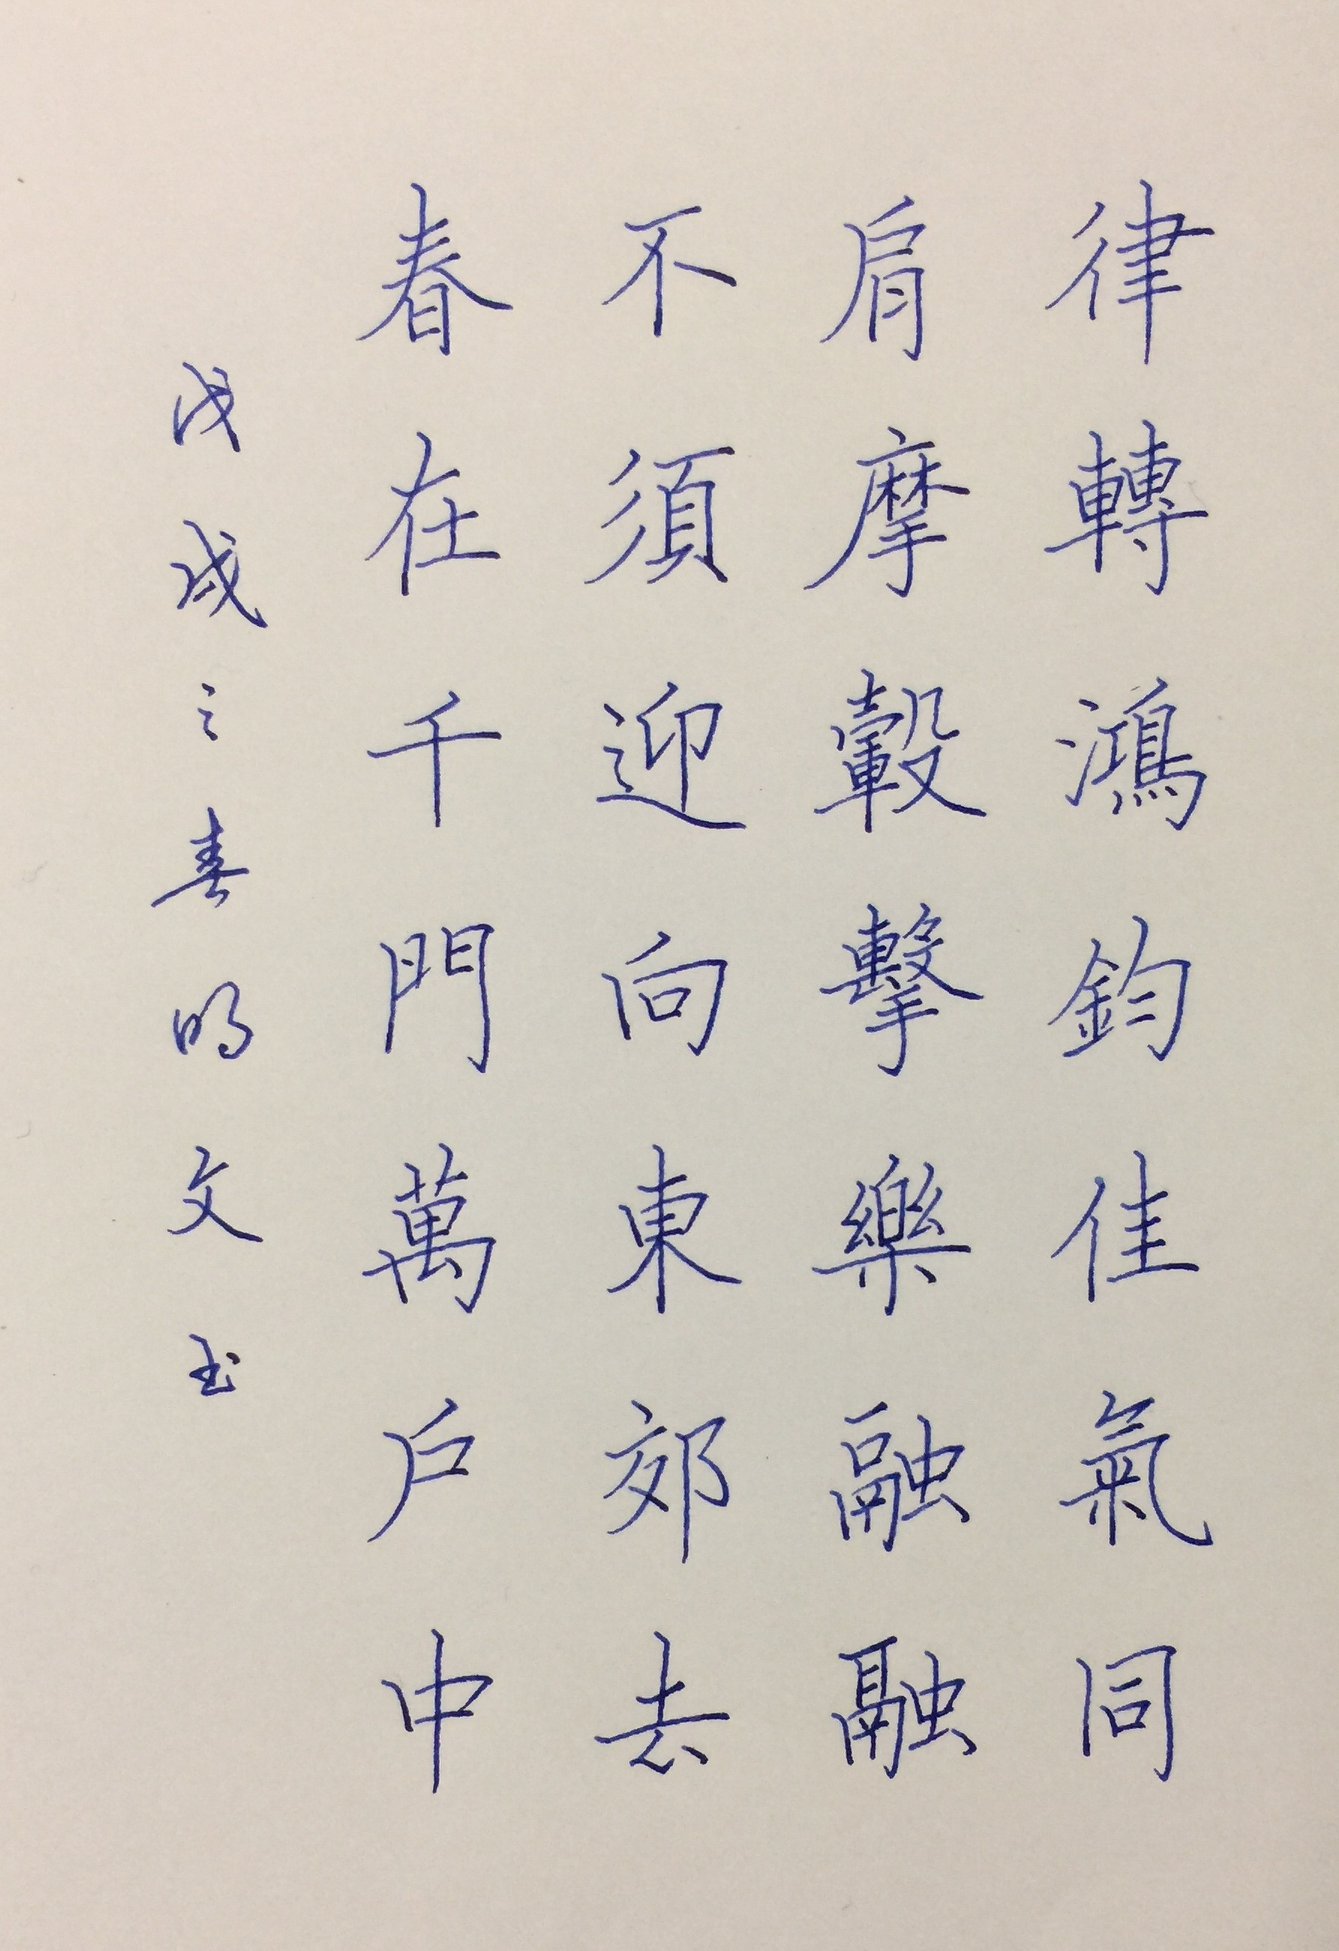 律轉鴻鈞佳氣同
肩摩轂擊樂融融
不須迎向東郊去
春在千門萬戶中
戊戌之春明文書